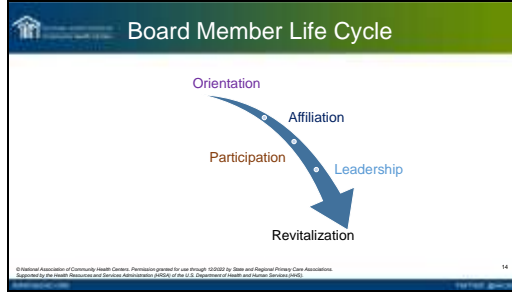 Board Member Life Cycle
Orientation
Affiliation
Participation
Leadership
Revitalization
© National Association of Community Health Centers. Permission granted for use through 12/2022 by State and Regional Primary Care Associations.
Supported by the Health Resources and Services Administration (HRSA) of the U.S. Department of Health and Human Services (HHS).
14